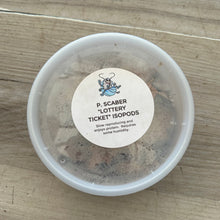 P. SCABER
"LOTTERY
TICKET" ISOPODS
Slow reproducing and
enjoys protein. Requires
some humidity.